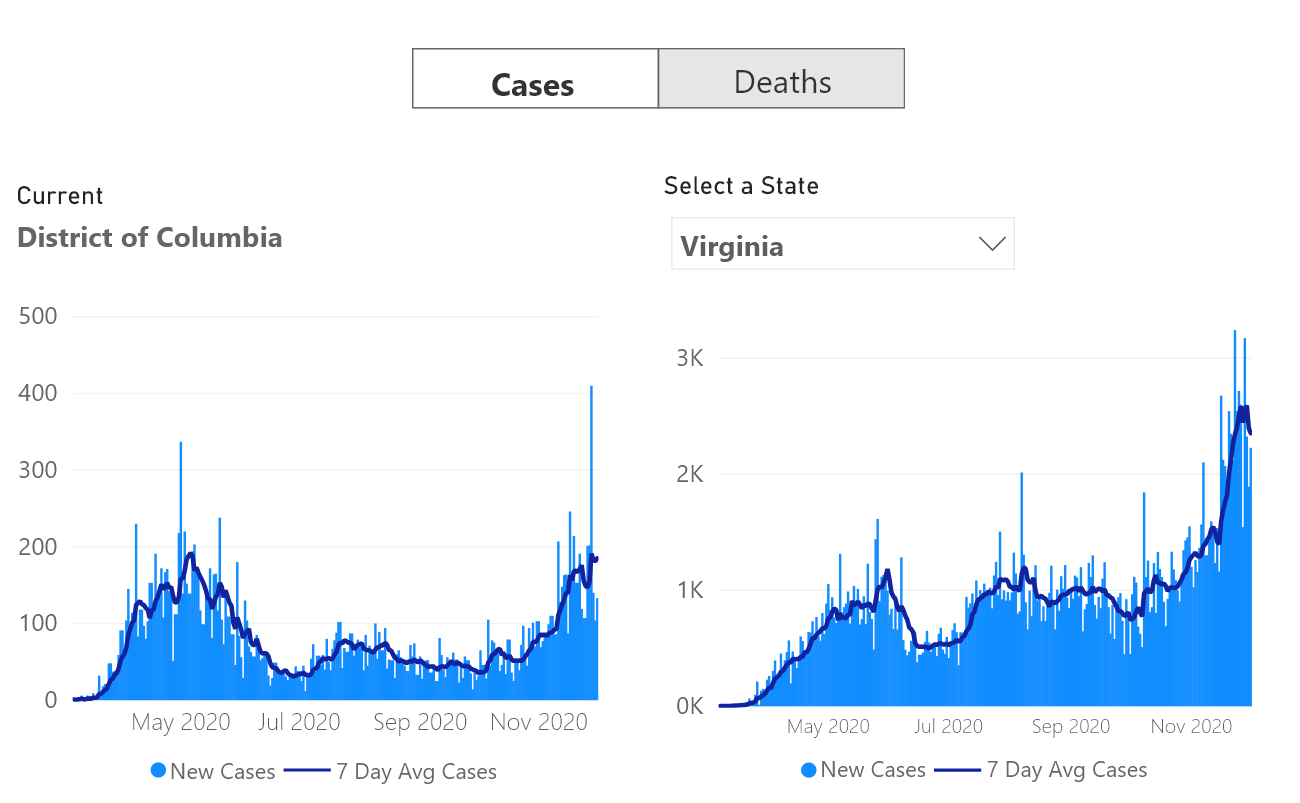 Cases
Deaths
Current
District of Columbia
500
400
300
200
100
0
May 2020
Jul 2020
Sep 2020
Nov 2020
New Cases
7 Day Avg Cases
Select a State
Virginia
3K
2K
1K
0K
May 2020
Jul 2020
Sep 2020
Nov 2020
New Cases
7 Day Avg Cases